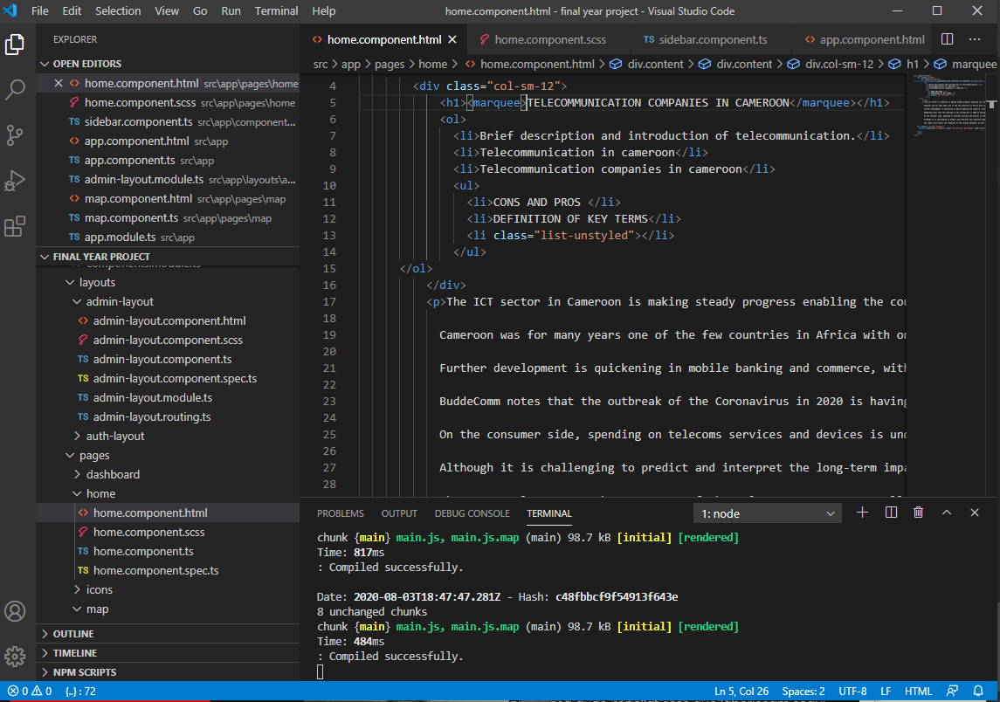 File Edit Selection View Go Run Terminal Help home.component.html - final year project - Visual Studio Code
EXPLORER
OPEN EDITORS
home.component.html src\app\pages\home
home.component.scss src\app\pages\home
TS sidebar.component.ts src\app\component...
app.component.html src\app
TS app.component.ts src\app
TS admin-layout.module.ts src\app\layouts\a...
map.component.html src\app\pages\map
TS map.component.ts src\app\pages\map
TS app.module.ts src\app
FINAL YEAR PROJECT
layouts
admin-layout
admin-layout.component.html
admin-layout.component.scss
TS admin-layout.component.ts
TS admin-layout.component.spec.ts
TS admin-layout.module.ts
TS admin-layout.routing.ts
auth-layout
pages
dashboard
home
home.component.html
home.component.scss
TS home.component.ts
TS home.component.spec.ts
icons
map
OUTLINE
TIMELINE
NPM SCRIPTS
home.component.html home.component.scss TS sidebar.component.ts app.component.html
src > app > pages > home > home.component.html > div.content > div.content > div.col-sm-12 > h1 > marquee
4 <div class="col-sm-12">
5 <h1><marquee>TELECOMMUNICATION COMPANIES IN CAMEROON</marquee></h1>
6 <ol>
7 <li>Brief description and introduction of telecommunication.</li>
8 <li>Telecommunication in cameroon</li>
9 <li>Telecommunication companies in cameroon</li>
10 <ul>
11 <li>CONS AND PROS </li>
12 <li>DEFINITION OF KEY TERMS</li>
13 <li class="list-unstyled"></li>
14 </ul>
15 </ol>
16 </div>
17 <p>The ICT sector in Cameroon is making steady progress enabling the cou
18
19 Cameroon was for many years one of the few countries in Africa with on
20
21 Further development is quickening in mobile banking and commerce, with
22
23 BuddeComm notes that the outbreak of the Coronavirus in 2020 is having
24
25 On the consumer side, spending on telecoms services and devices is und
26
27 Although it is challenging to predict and interpret the long-term impa
28
PROBLEMS OUTPUT DEBUG CONSOLE TERMINAL 1: node
chunk {main} main.js, main.js.map (main) 98.7 kB [initial] [rendered]
Time: 817ms
: Compiled successfully.
Date: 2020-08-03T18:47:47.281Z - Hash: c48fbbcf9f54913f643e
8 unchanged chunks
chunk {main} main.js, main.js.map (main) 98.7 kB [initial] [rendered]
Time: 484ms
: Compiled successfully.
0 0 {..} : 72 Ln 5, Col 26 Spaces: 2 UTF-8 LF HTML